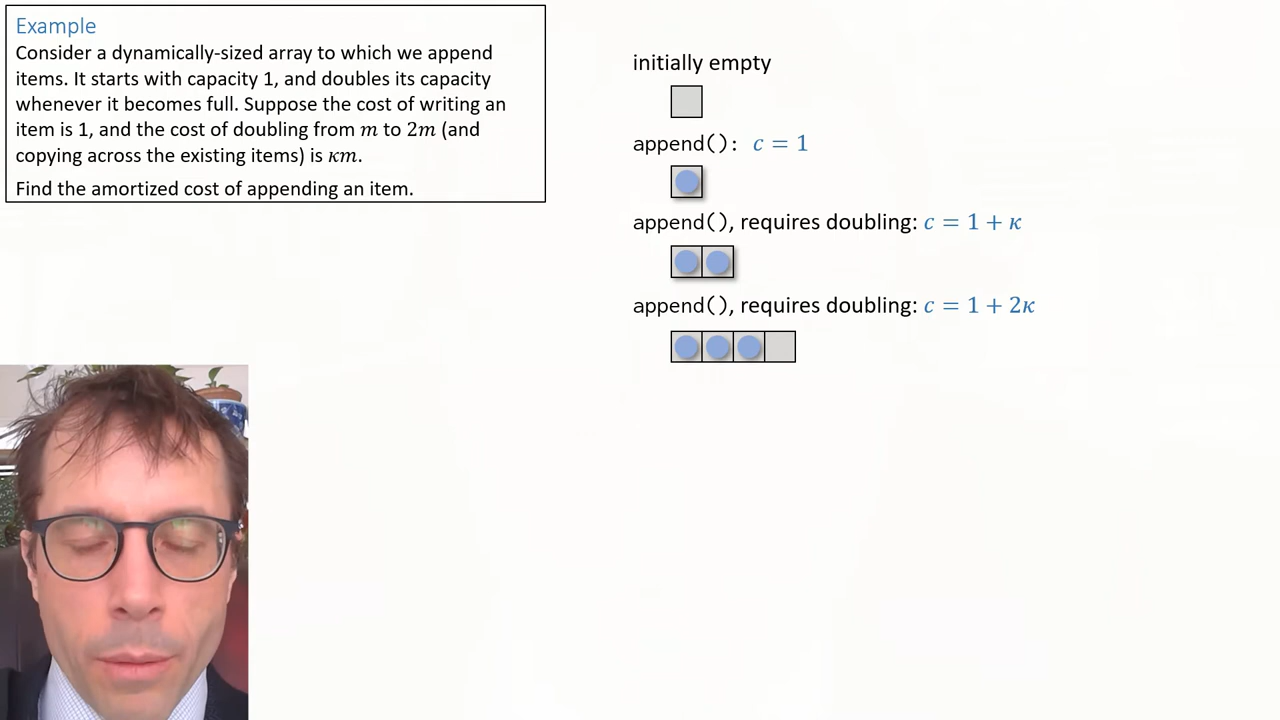 Example
Consider a dynamically-sized array to which we append
items. It starts with capacity 1, and doubles its capacity
whenever it becomes full. Suppose the cost of writing an
item is 1, and the cost of doubling from m to 2m (and
copying across the existing items) is κm.
Find the amortized cost of appending an item.
initially empty
append(): c = 1
append(), requires doubling: c = 1 + κ
append(), requires doubling: c = 1 + 2κ